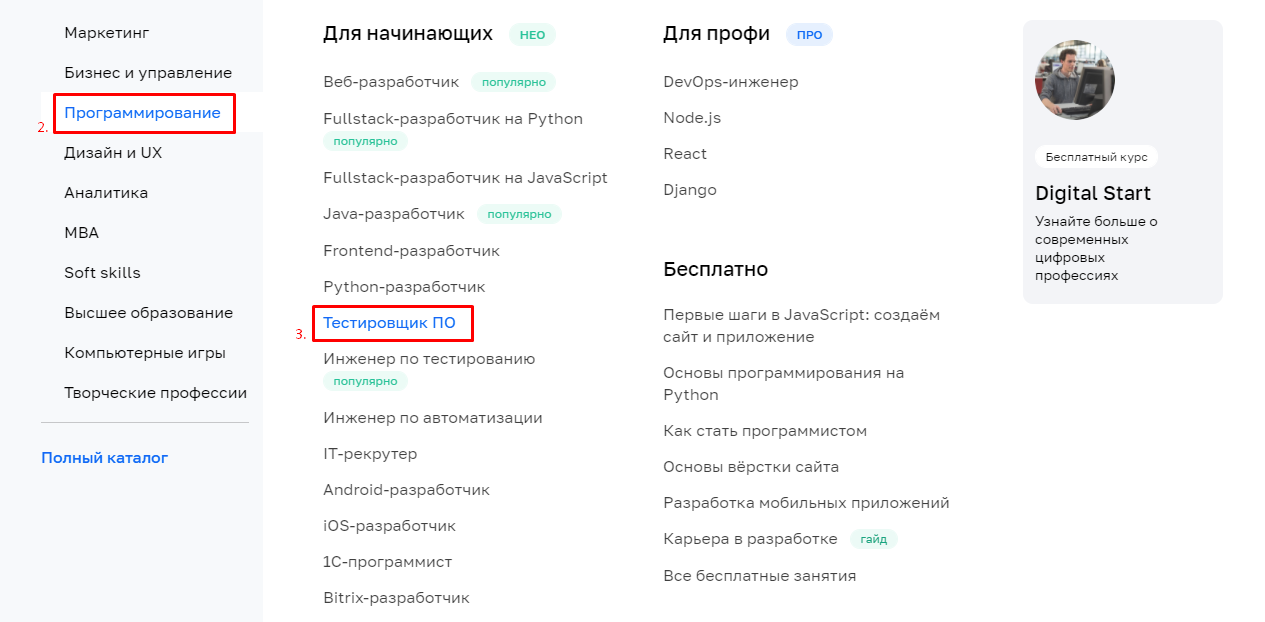 Маркетинг
Бизнес и управление
2.
Программирование
Дизайн и UX
Аналитика
MBA
Soft skills
Высшее образование
Компьютерные игры
Творческие профессии
Полный каталог
Для начинающих НЕО
Веб-разработчик популярно
Fullstack-разработчик на Python
популярно
Fullstack-разработчик на JavaScript
Java-разработчик популярно
Frontend-разработчик
Python-разработчик
3.
Тестировщик ПО
Инженер по тестированию
популярно
Инженер по автоматизации
IT-рекрутер
Android-разработчик
iOS-разработчик
1C-программист
Bitrix-разработчик
Для профи ПРО
DevOps-инженер
Node.js
React
Django
Бесплатно
Первые шаги в JavaScript: создаём
сайт и приложение
Основы программирования на
Python
Как стать программистом
Основы вёрстки сайта
Разработка мобильных приложений
Карьера в разработке гайд
Все бесплатные занятия
Бесплатный курс
Digital Start
Узнайте больше о
современных
цифровых
профессиях